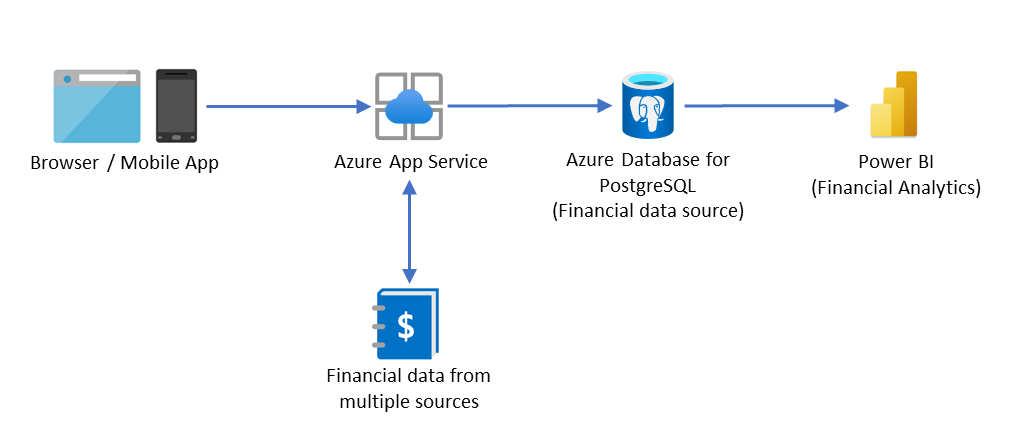 Browser / Mobile App
Azure App Service
Azure Database for
PostgreSQL
(Financial data source)
Power BI
(Financial Analytics)
$
Financial data from
multiple sources